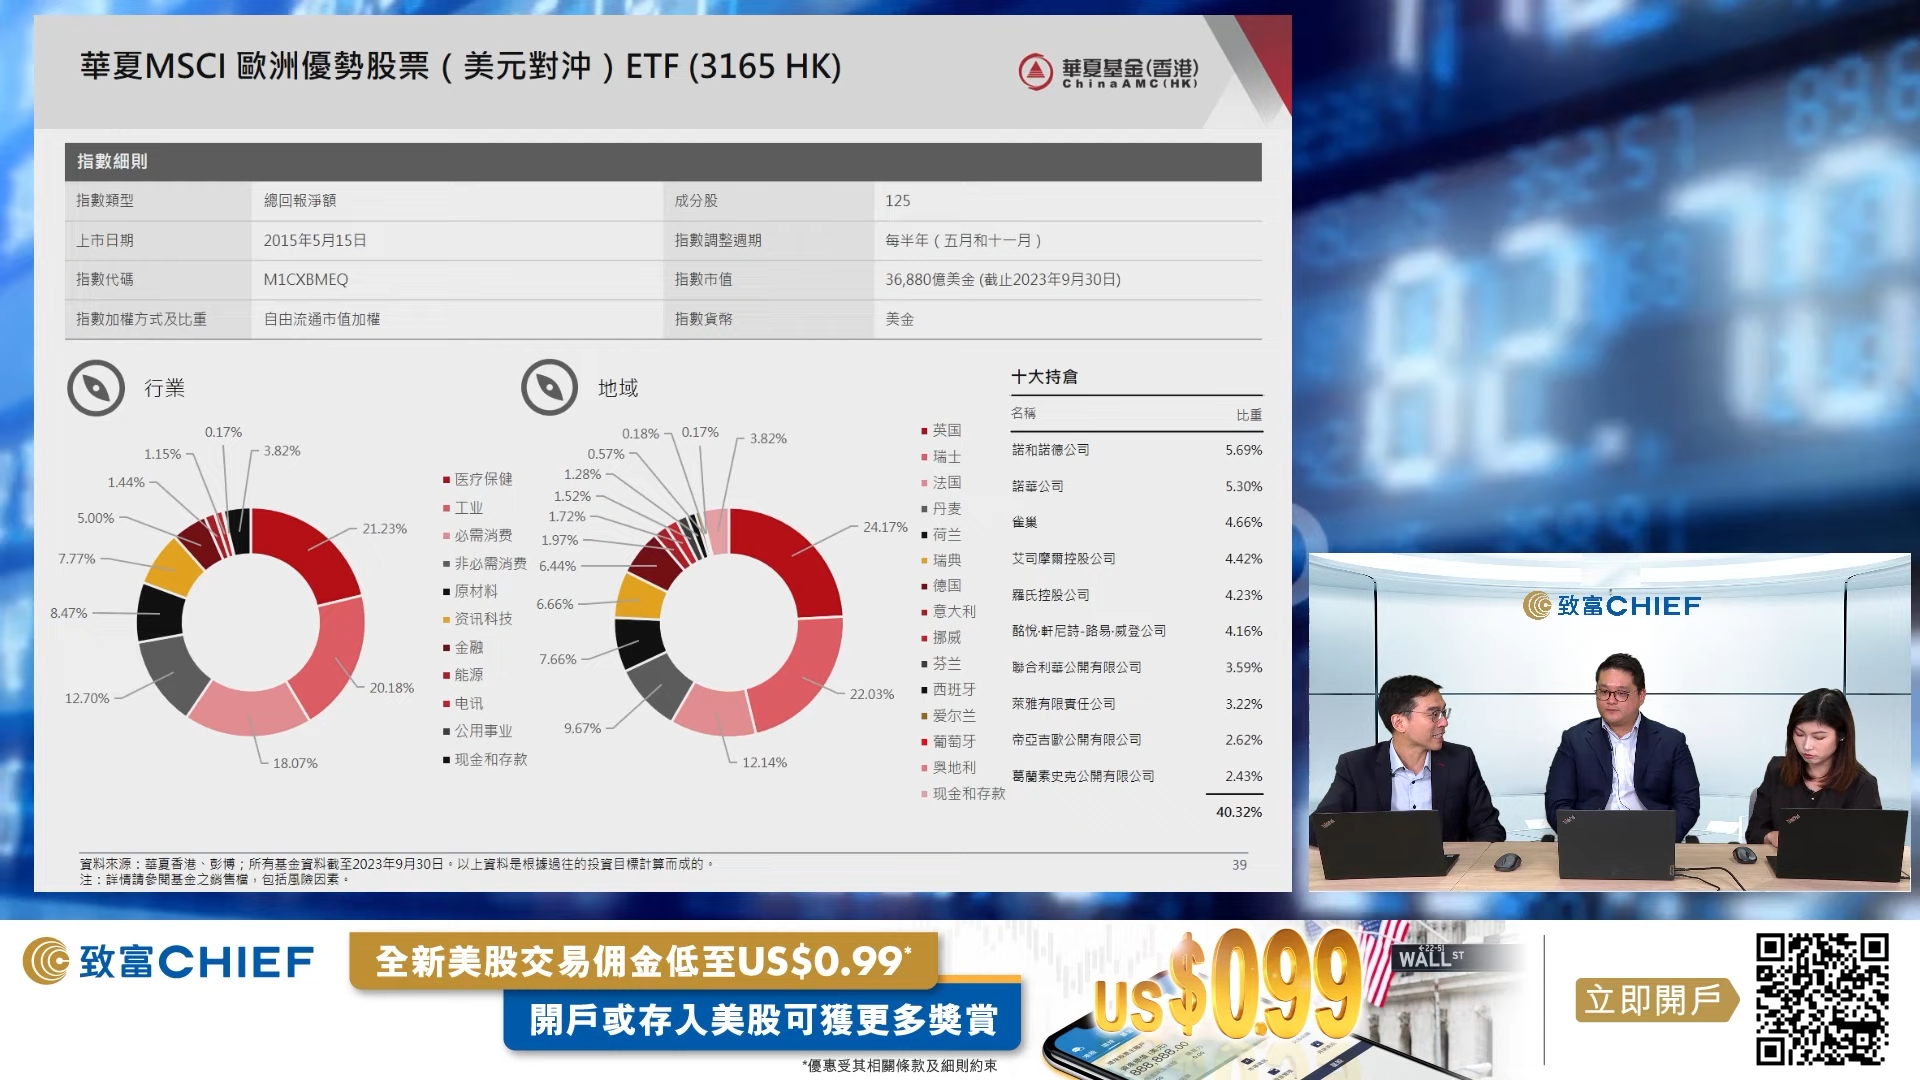 華夏MSCI 歐洲優勢股票（美元對沖）ETF (3165 HK)
華夏基金(香港)
ChinaAMC(HK)
指數細則
指數類型 總回報淨額 成分股 125
上市日期 2015年5月15日 指數調整週期 每半年（五月和十一月）
指數代碼 M1CXBMEQ 指數市值 36,880億美金 (截止2023年9月30日)
指數加權方式及比重 自由流通市值加權 指數貨幣 美金
行業
0.17%
3.82%
1.15%
1.44%
5.00%
7.77%
8.47%
12.70%
18.07%
20.18%
21.23%
医疗保健
工业
必需消费
非必需消费
原材料
资讯科技
金融
能源
电讯
公用事业
现金和存款
地域
0.18%
0.17%
3.82%
0.57%
1.28%
1.52%
1.72%
1.97%
6.44%
6.66%
7.66%
9.67%
12.14%
22.03%
24.17%
英国
瑞士
法国
丹麦
荷兰
瑞典
德国
意大利
挪威
芬兰
西班牙
爱尔兰
葡萄牙
奥地利
现金和存款
十大持倉
名稱 比重
諾和諾德公司 5.69%
諾華公司 5.30%
雀巢 4.66%
艾司摩爾控股公司 4.42%
羅氏控股公司 4.23%
酩悅·軒尼詩-路易·威登公司 4.16%
聯合利華公開有限公司 3.59%
萊雅有限責任公司 3.22%
帝亞吉歐公開有限公司 2.62%
葛蘭素史克公開有限公司 2.43%
40.32%
資料來源：華夏香港、彭博；所有基金資料截至2023年9月30日。以上資料是根據過往的投資目標計算而成的。
注：詳情請參閱基金之銷售檔，包括風險因素。
39
致富CHIEF
致富CHIEF
全新美股交易佣金低至US$0.99*
開戶或存入美股可獲更多獎賞
*優惠受其相關條款及細則約束
US$0.99
WALL ST
888,888.00
立即開戶
82.70